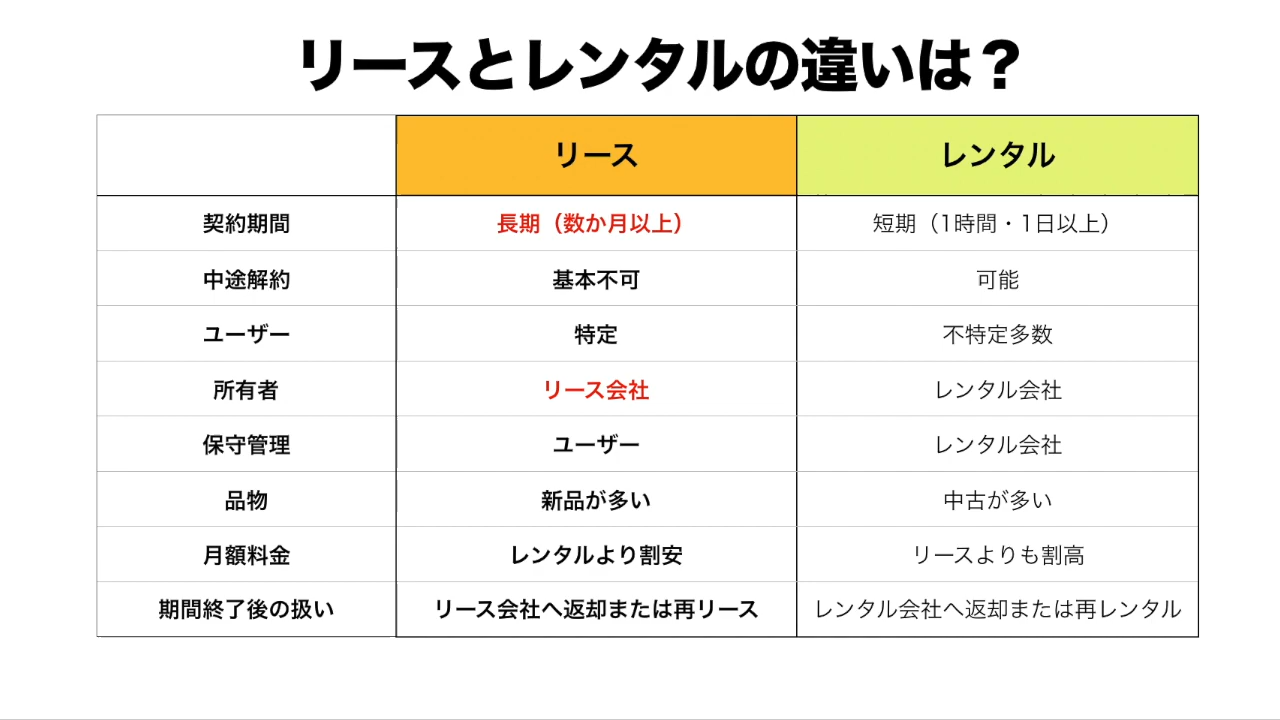 リースとレンタルの違いは？
リース レンタル
契約期間 長期（数か月以上） 短期（1時間・1日以上）
中途解約 基本不可 可能
ユーザー 特定 不特定多数
所有者 リース会社 レンタル会社
保守管理 ユーザー レンタル会社
品物 新品が多い 中古が多い
月額料金 レンタルより割安 リースよりも割高
期間終了後の扱い リース会社へ返却または再リース レンタル会社へ返却または再レンタル